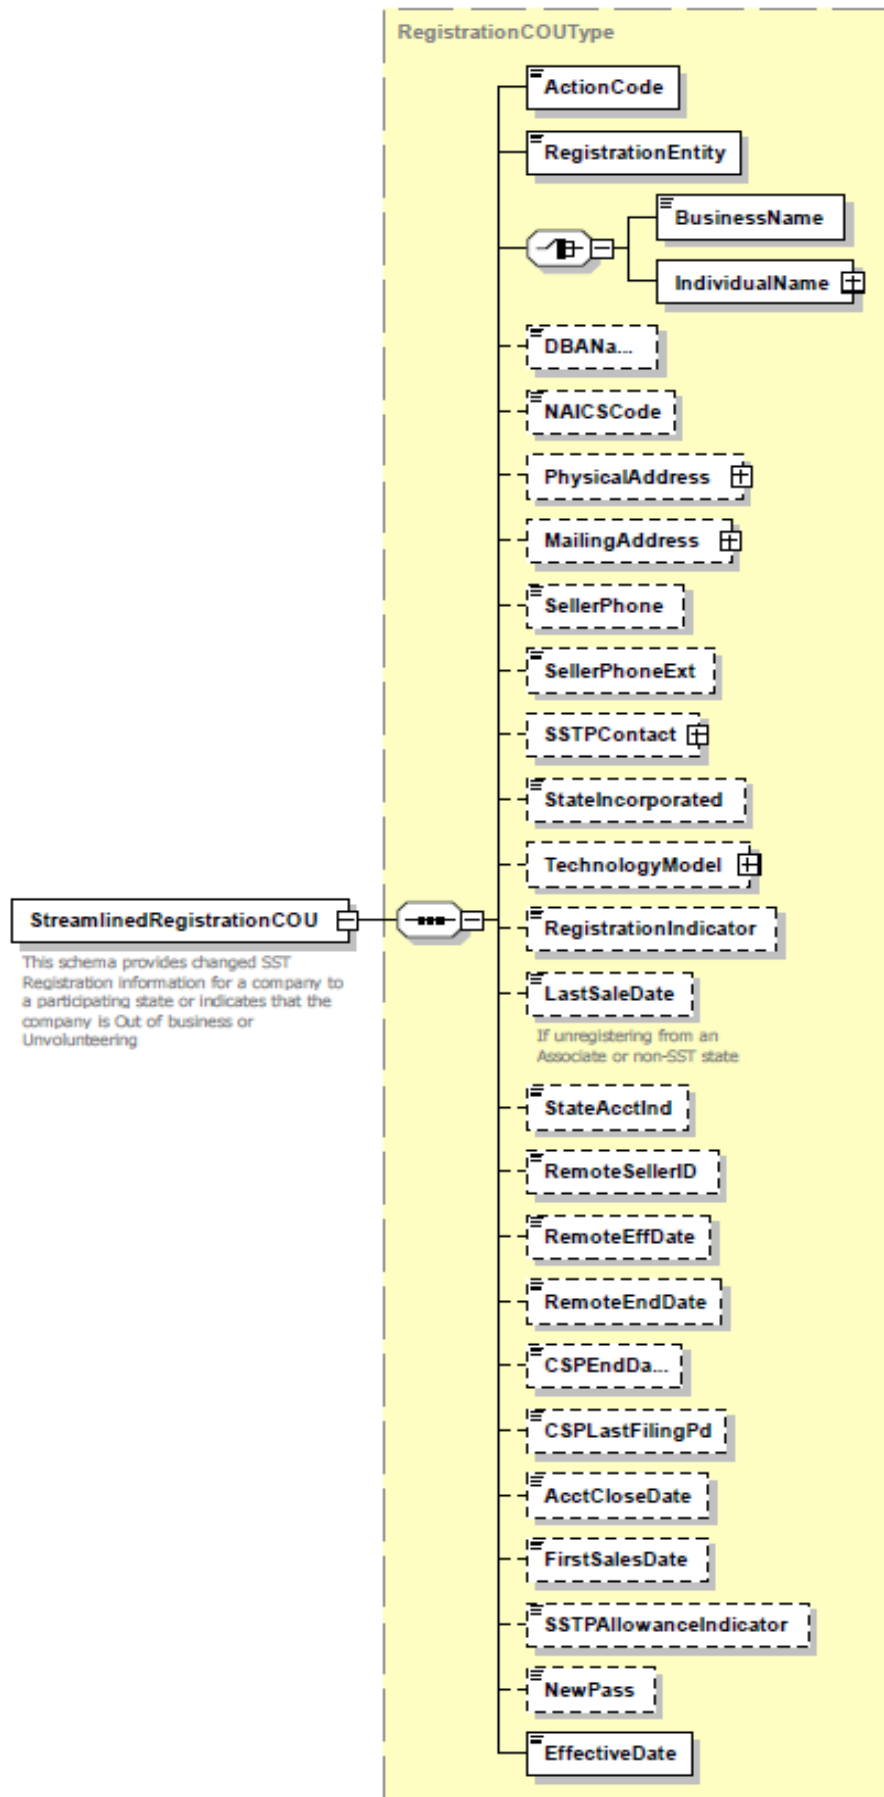 RegistrationCOUType
ActionCode
RegistrationEntity
BusinessName
IndividualName
DBANa...
NAICSCode
PhysicalAddress
MailingAddress
SellerPhone
SellerPhoneExt
SSTPContact
StateIncorporated
TechnologyModel
StreamlinedRegistrationCOU
This schema provides changed SST
Registration information for a company to
a participating state or indicates that the
company is Out of business or
Unvolunteering
RegistrationIndicator
LastSaleDate
If unregistering from an
Associate or non-SST state
StateAcctInd
RemoteSellerID
RemoteEffDate
RemoteEndDate
CSPEndDa...
CSPLastFilingPd
AcctCloseDate
FirstSalesDate
SSTPAllowanceIndicator
NewPass
EffectiveDate